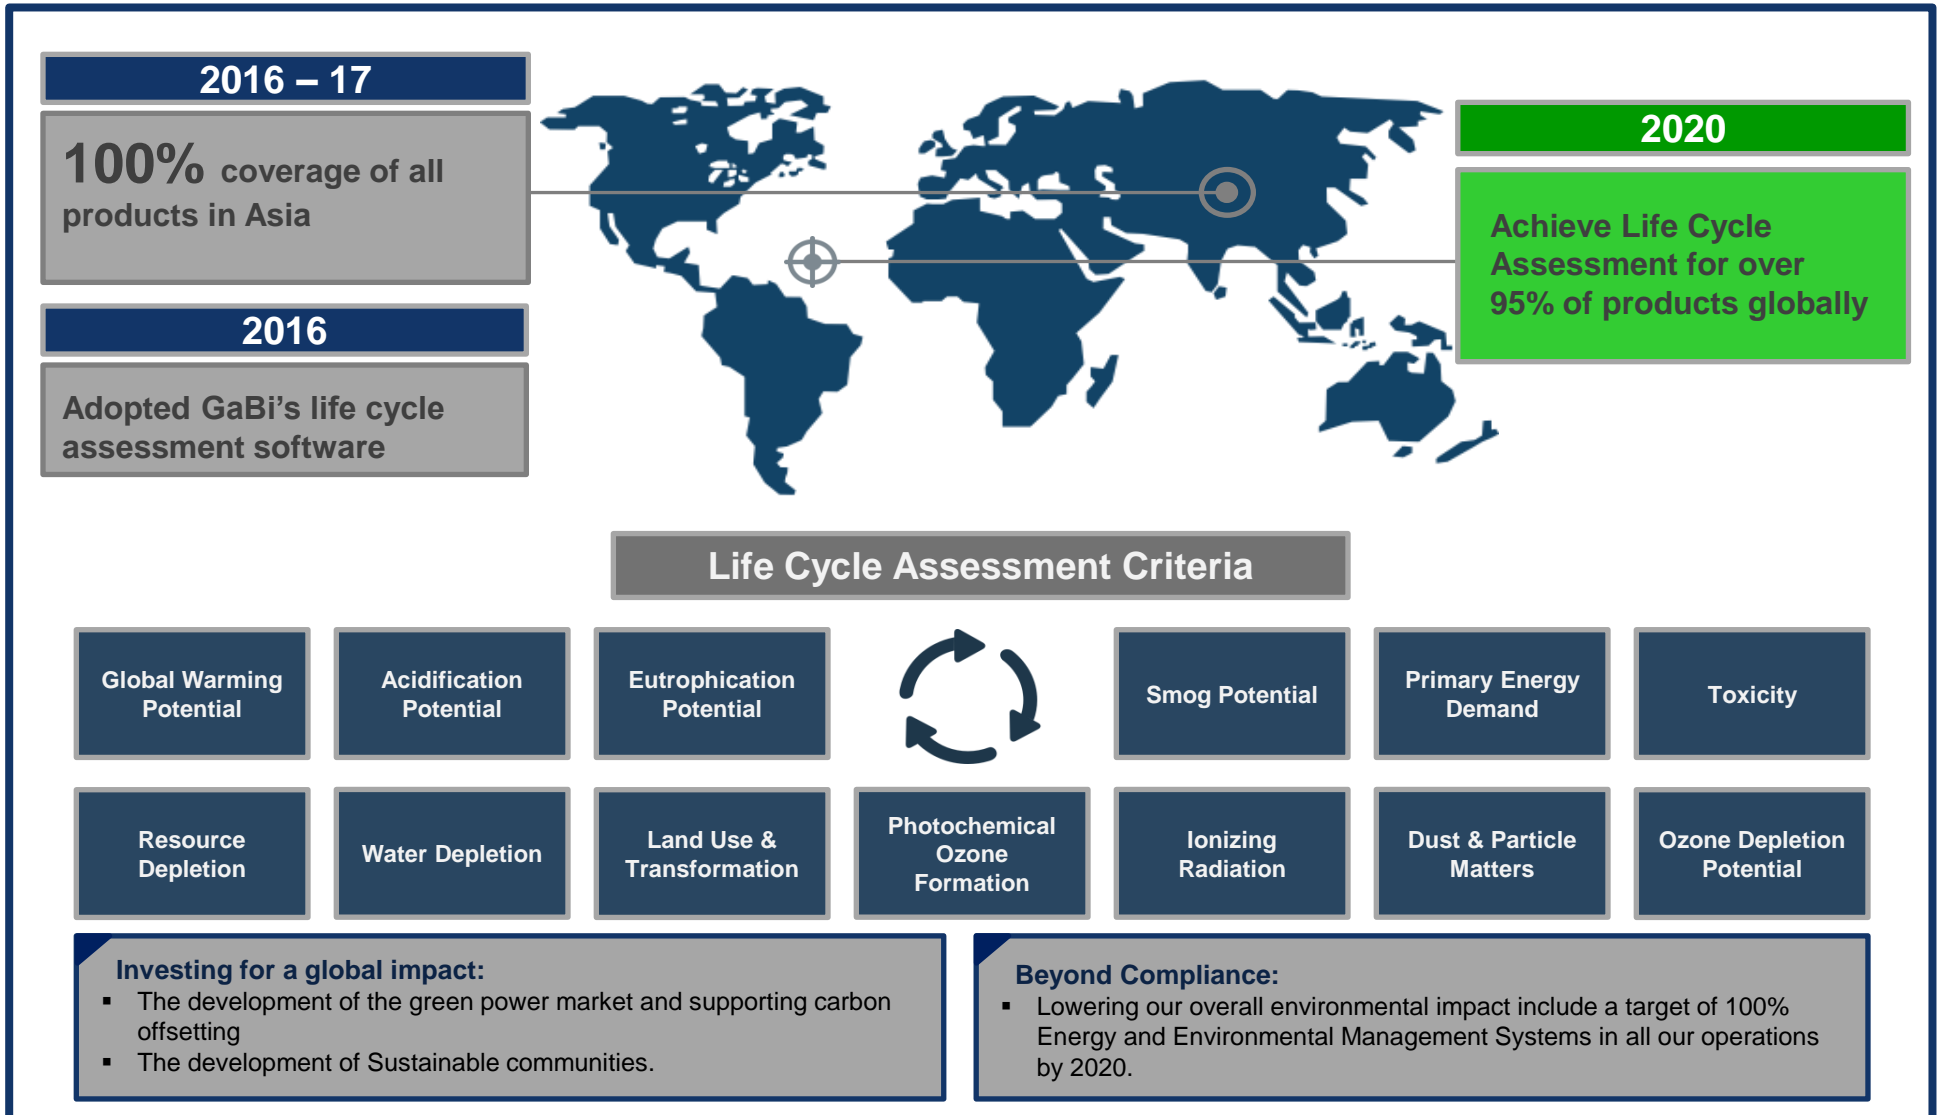 2016 – 17
100% coverage of all
products in Asia
2016
Adopted GaBi’s life cycle
assessment software
2020
Achieve Life Cycle
Assessment for over
95% of products globally
Life Cycle Assessment Criteria
Global Warming
Potential
Acidification
Potential
Eutrophication
Potential
Smog Potential
Primary Energy
Demand
Toxicity
Resource
Depletion
Water Depletion
Land Use &
Transformation
Photochemical
Ozone
Formation
Ionizing
Radiation
Dust & Particle
Matters
Ozone Depletion
Potential
Investing for a global impact:
▪ The development of the green power market and supporting carbon
offsetting
▪ The development of Sustainable communities.
Beyond Compliance:
▪ Lowering our overall environmental impact include a target of 100%
Energy and Environmental Management Systems in all our operations
by 2020.